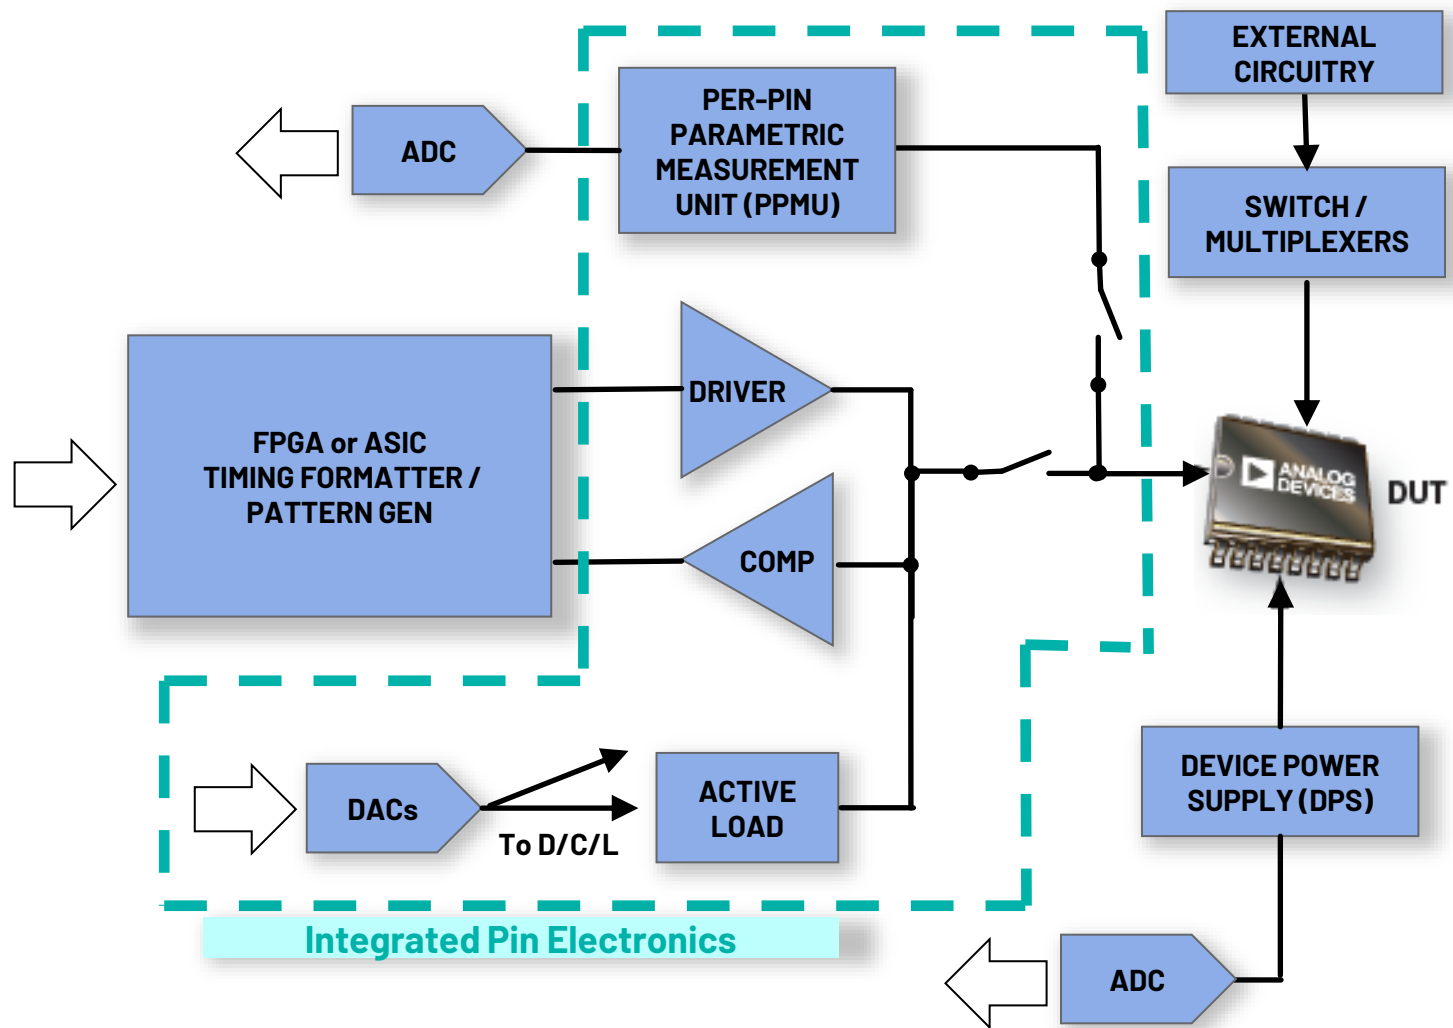 EXTERNAL
CIRCUITRY
PER-PIN
PARAMETRIC
MEASUREMENT
UNIT (PPMU)
ADC
SWITCH /
MULTIPLEXERS
DRIVER
FPGA or ASIC
TIMING FORMATTER /
PATTERN GEN
ANALOG
DEVICES
DUT
COMP
DEVICE POWER
SUPPLY (DPS)
ACTIVE
LOAD
DACs
To D/C/L
Integrated Pin Electronics
ADC